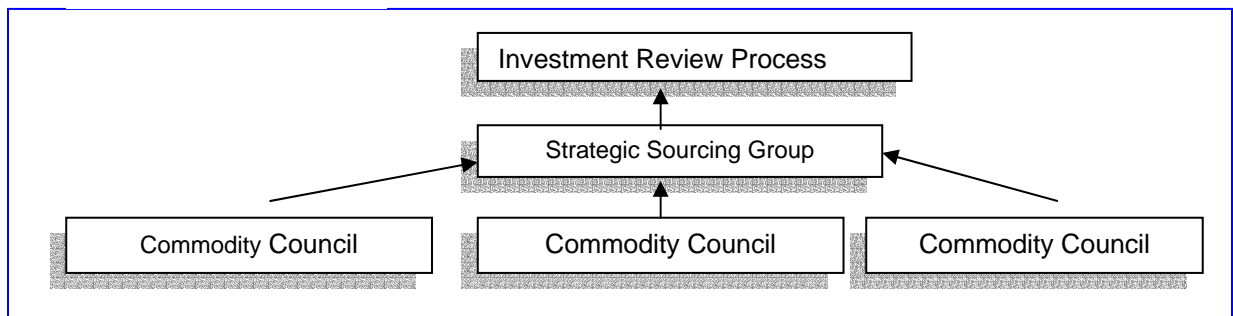 Investment Review Process
Strategic Sourcing Group
Commodity Council
Commodity Council
Commodity Council